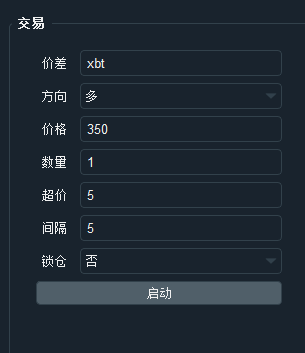 交易
价差 xbt
方向 多
价格 350
数量 1
超价 5
间隔 5
锁仓 否
启动